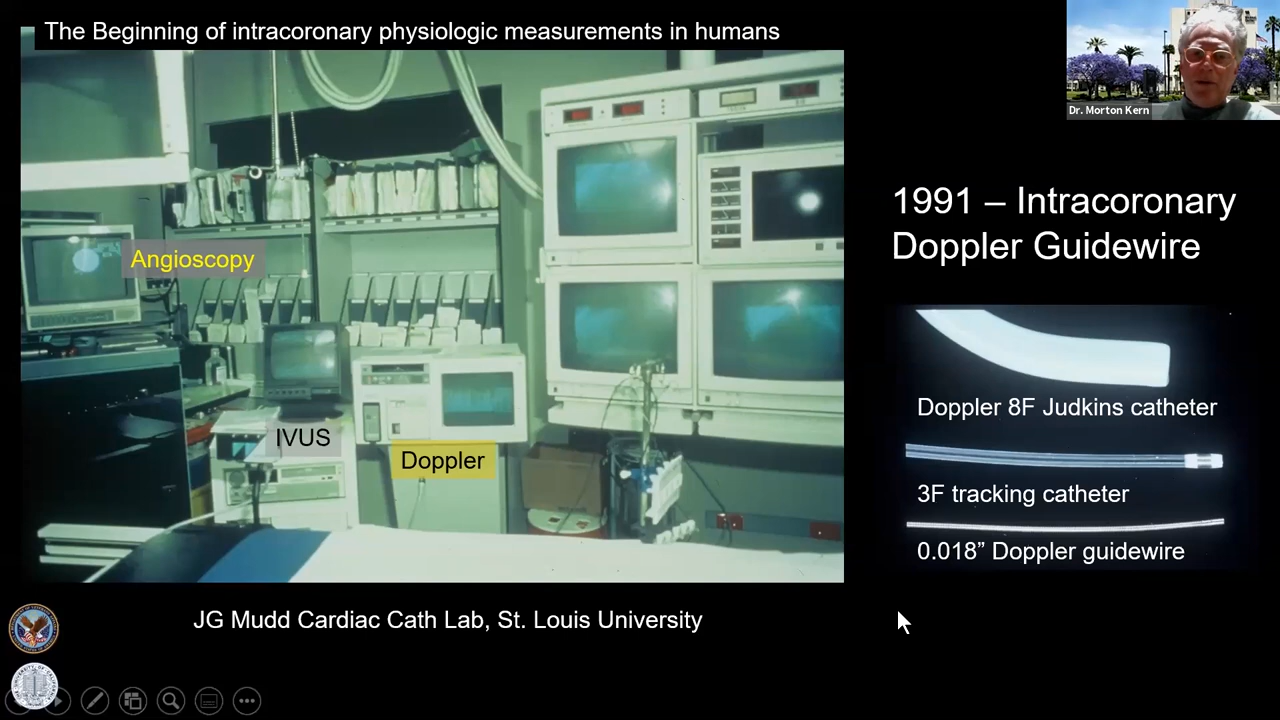 The Beginning of intracoronary physiologic measurements in humans
Dr. Morton Kern
1991 – Intracoronary
Doppler Guidewire
Angioscopy
IVUS
Doppler
Doppler 8F Judkins catheter
3F tracking catheter
0.018” Doppler guidewire
JG Mudd Cardiac Cath Lab, St. Louis University